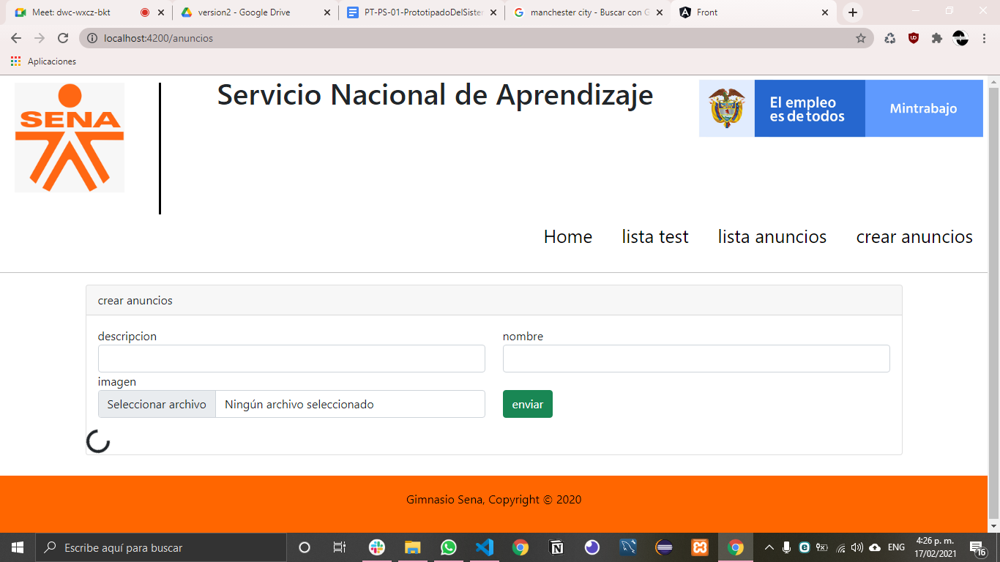 Meet: dwc-wxcz-bkt
version2 - Google Drive
PT-PS-01-PrototipadoDelSister
manchester city - Buscar con G
Front
localhost:4200/anuncios
Aplicaciones
SENA
Servicio Nacional de Aprendizaje
El empleo
es de todos
Mintrabajo
Home
lista test
lista anuncios
crear anuncios
crear anuncios
descripcion
nombre
imagen
Seleccionar archivo
Ningún archivo seleccionado
enviar
Gimnasio Sena, Copyright © 2020
Escribe aquí para buscar
ENG
4:26 p. m.
17/02/2021
16